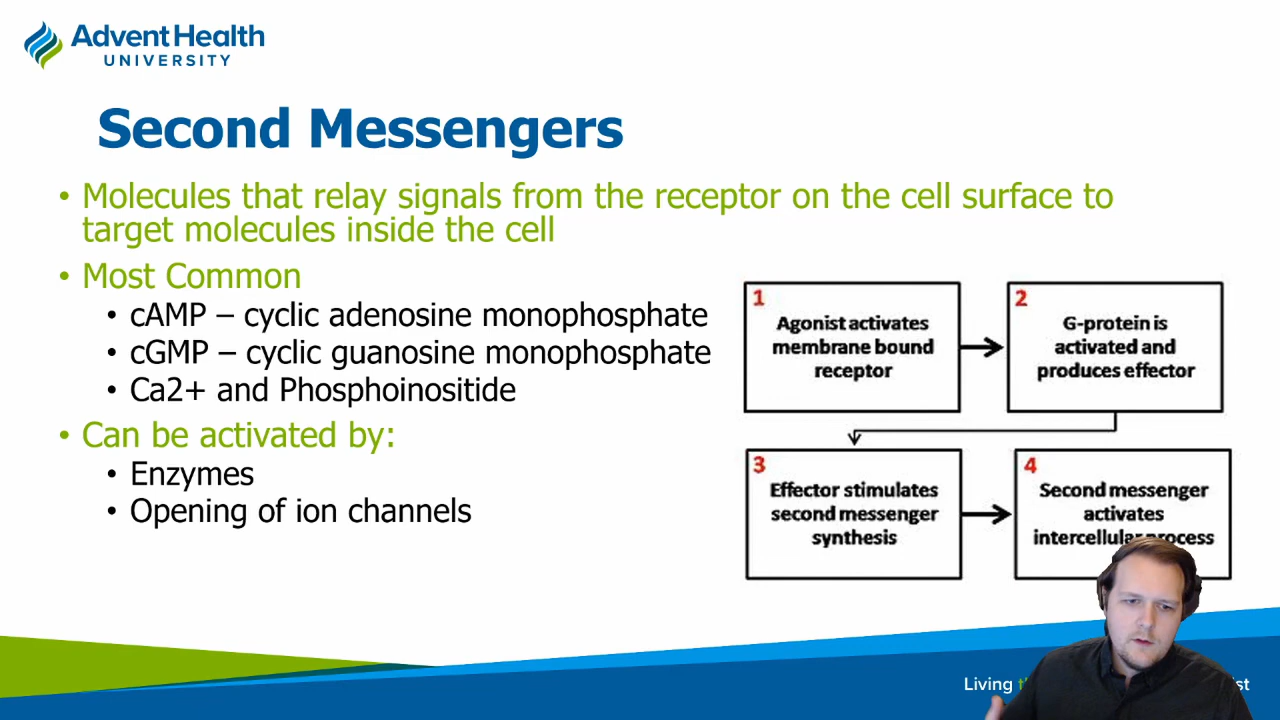 AdventHealth
UNIVERSITY
Second Messengers
• Molecules that relay signals from the receptor on the cell surface to
target molecules inside the cell
• Most Common
• cAMP – cyclic adenosine monophosphate
• cGMP – cyclic guanosine monophosphate
• Ca2+ and Phosphoinositide
• Can be activated by:
• Enzymes
• Opening of ion channels
1
Agonist activates
membrane bound
receptor
2
G-protein is
activated and
produces effector
3
Effector stimulates
second messenger
synthesis
4
Second messenger
activates
intercellular process
Living